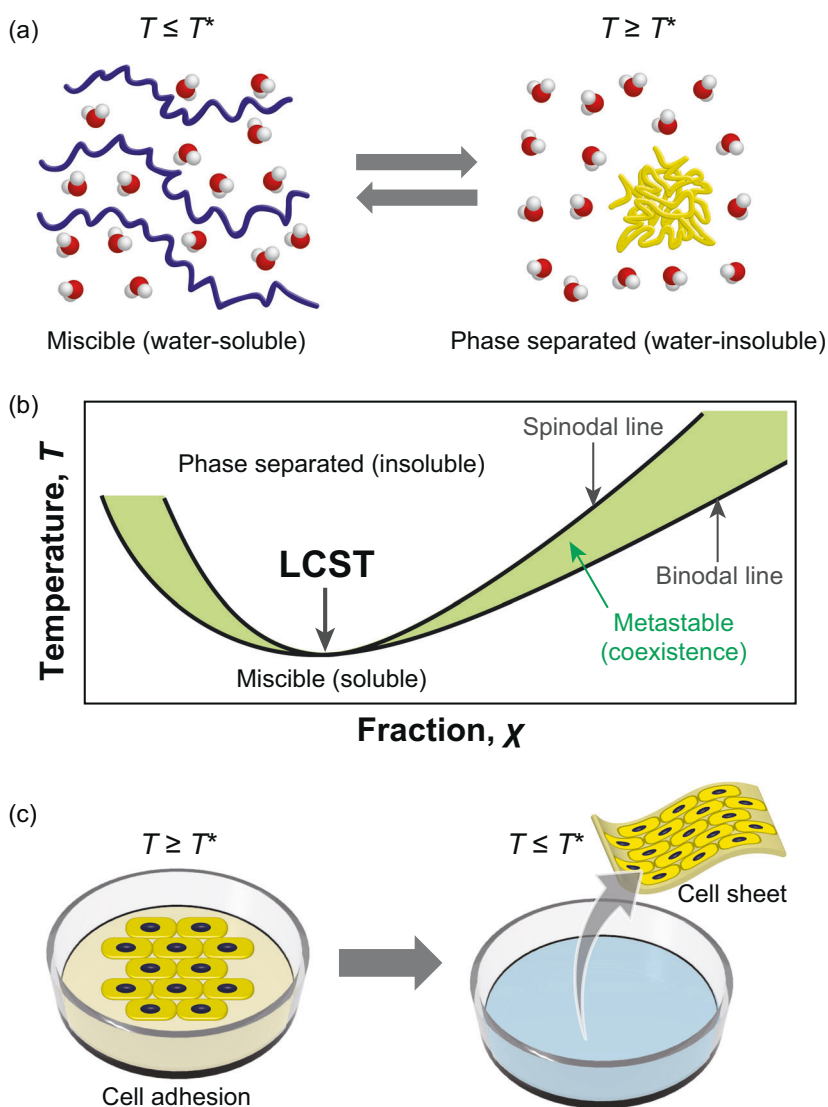 (a)
T ≤ T*
T ≥ T*
Miscible (water-soluble)
Phase separated (water-insoluble)
(b)
Temperature, T
Phase separated (insoluble)
Spinodal line
LCST
Binodal line
Metastable
(coexistence)
Miscible (soluble)
Fraction, χ
(c)
T ≥ T*
T ≤ T*
Cell sheet
Cell adhesion